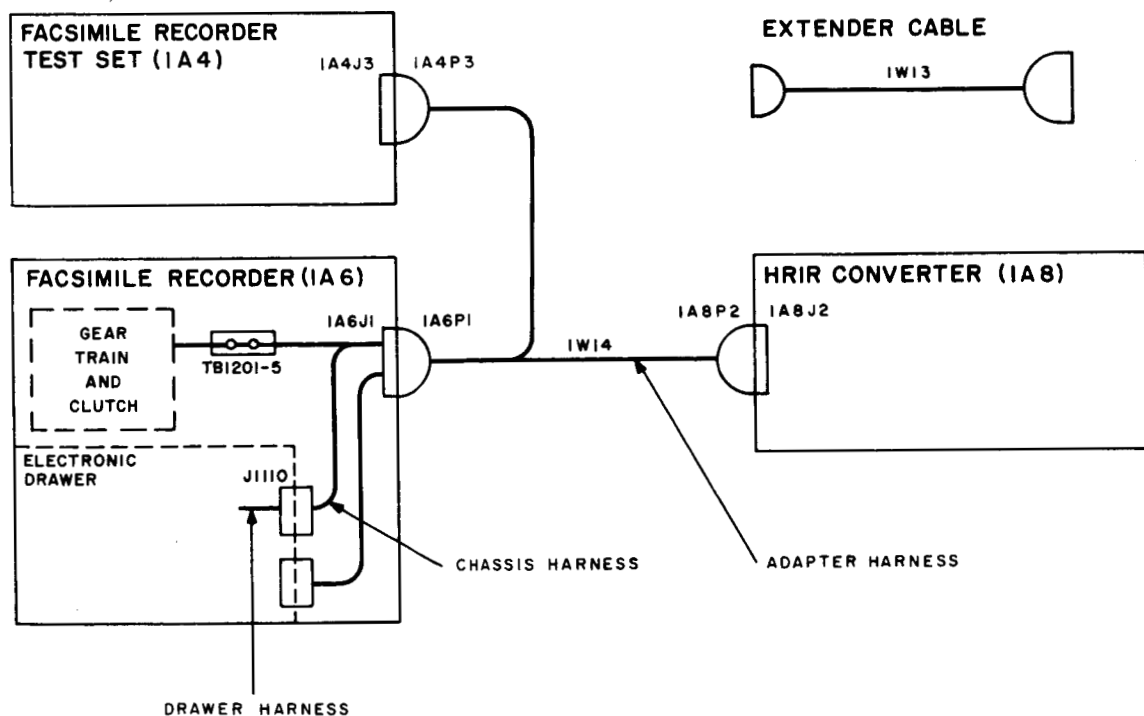 FACSIMILE RECORDER
TEST SET (1A4)
1A4J3
1A4P3
EXTENDER CABLE
1W13
FACSIMILE RECORDER (1A6)
GEAR
TRAIN
AND
CLUTCH
TB1201-5
1A6J1
1A6P1
1W14
HRIR CONVERTER (1A8)
1A8P2
1A8J2
ELECTRONIC
DRAWER
J1110
CHASSIS HARNESS
ADAPTER HARNESS
DRAWER HARNESS